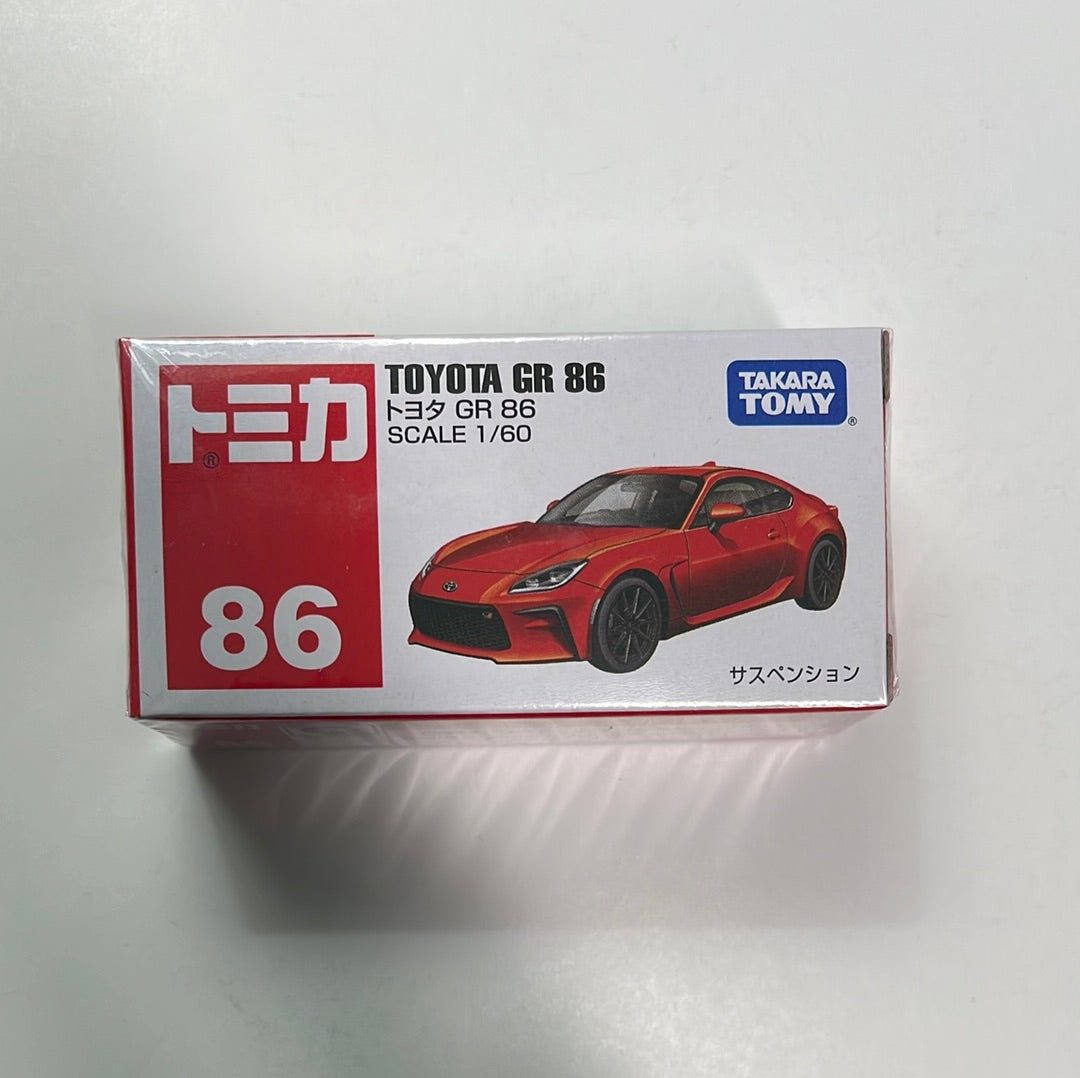 トミカ
®
86
TOYOTA GR 86
トヨタ GR 86
SCALE 1/60
TAKARA
TOMY
®
サスペンション